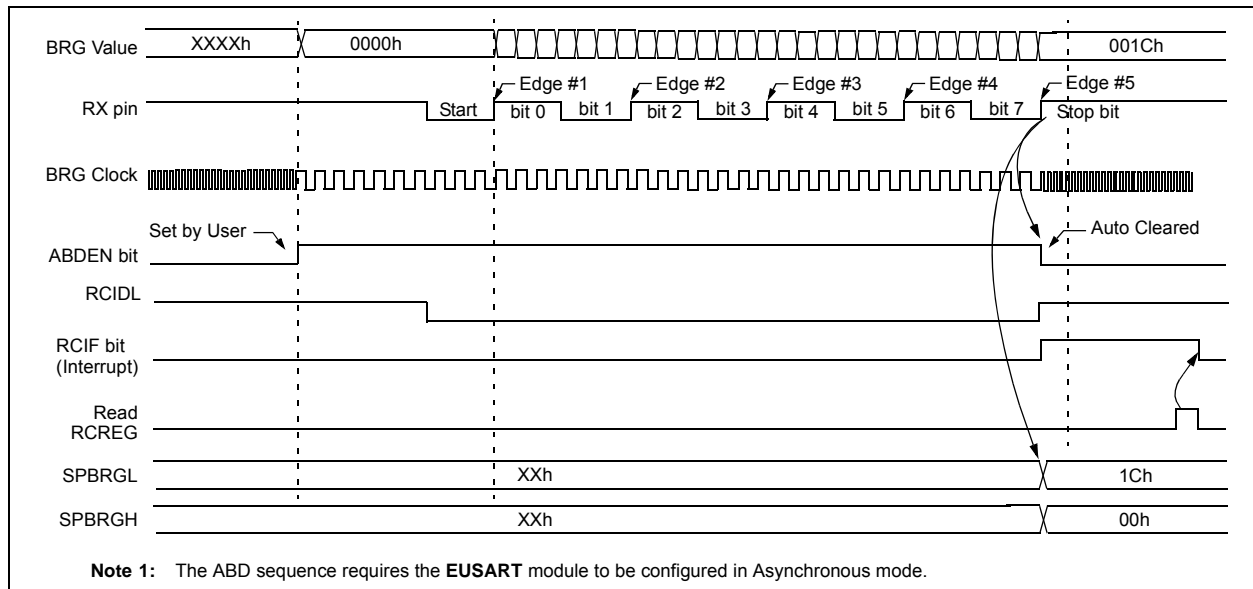 BRG Value XXXXh 0000h 001Ch
Edge #1 Edge #2 Edge #3 Edge #4 Edge #5
RX pin Start bit 0 bit 1 bit 2 bit 3 bit 4 bit 5 bit 6 bit 7 Stop bit
BRG Clock
Set by User Auto Cleared
ABDEN bit
RCIDL
RCIF bit
(Interrupt)
Read
RCREG
SPBRGL XXh 1Ch
SPBRGH XXh 00h
Note 1: The ABD sequence requires the EUSART module to be configured in Asynchronous mode.